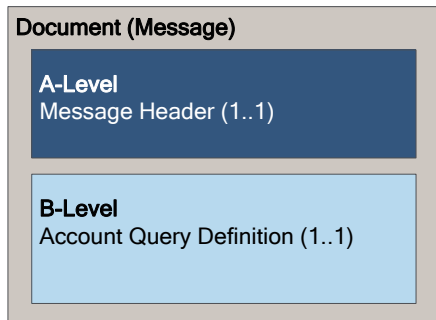 Document (Message)
A-Level
Message Header (1..1)
B-Level
Account Query Definition (1..1)